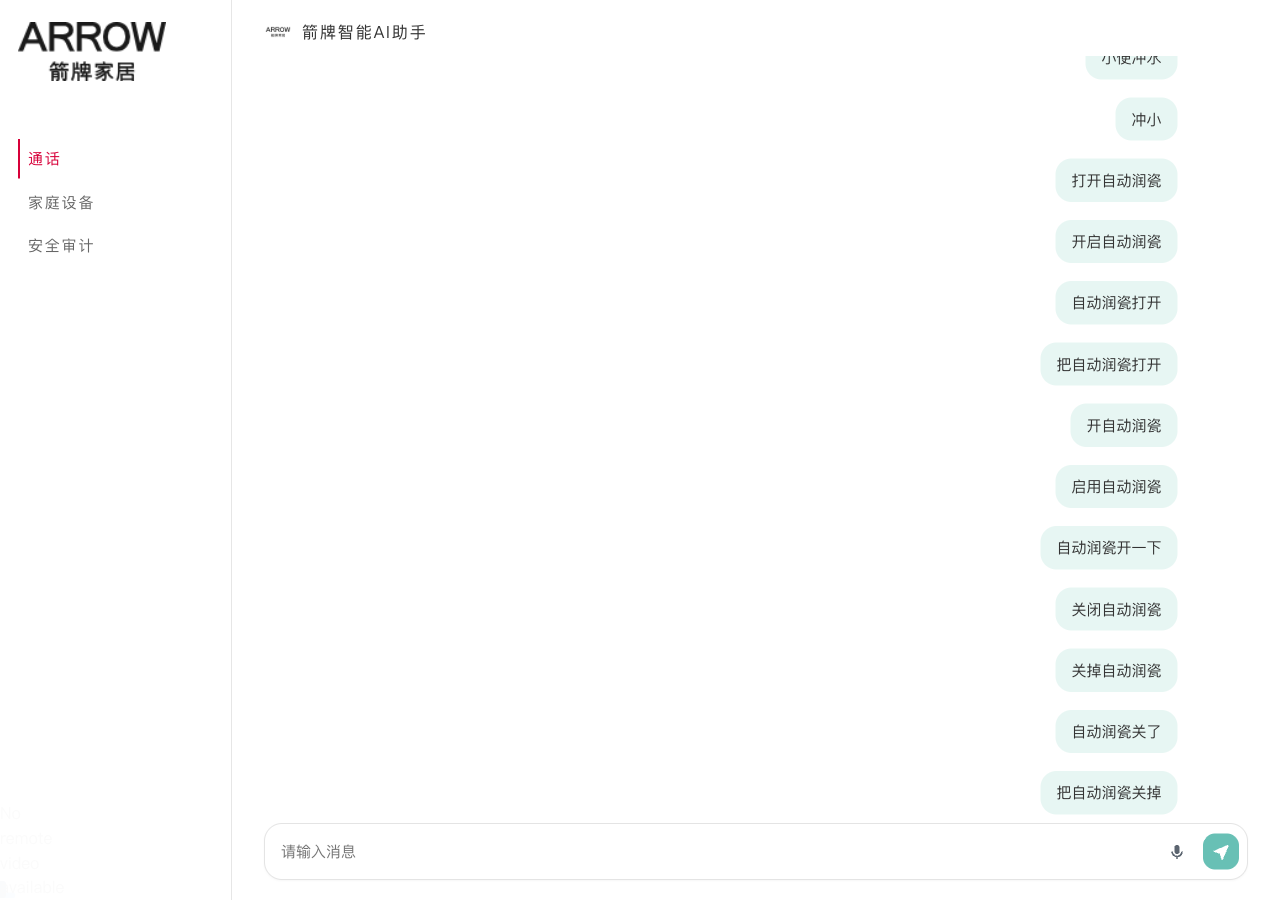 ARROW
箭牌家居
通话
家庭设备
安全审计
箭牌智能AI助手
小便冲水
冲小
打开自动润瓷
开启自动润瓷
自动润瓷打开
把自动润瓷打开
开自动润瓷
启用自动润瓷
自动润瓷开一下
关闭自动润瓷
关掉自动润瓷
自动润瓷关了
把自动润瓷关掉
请输入消息